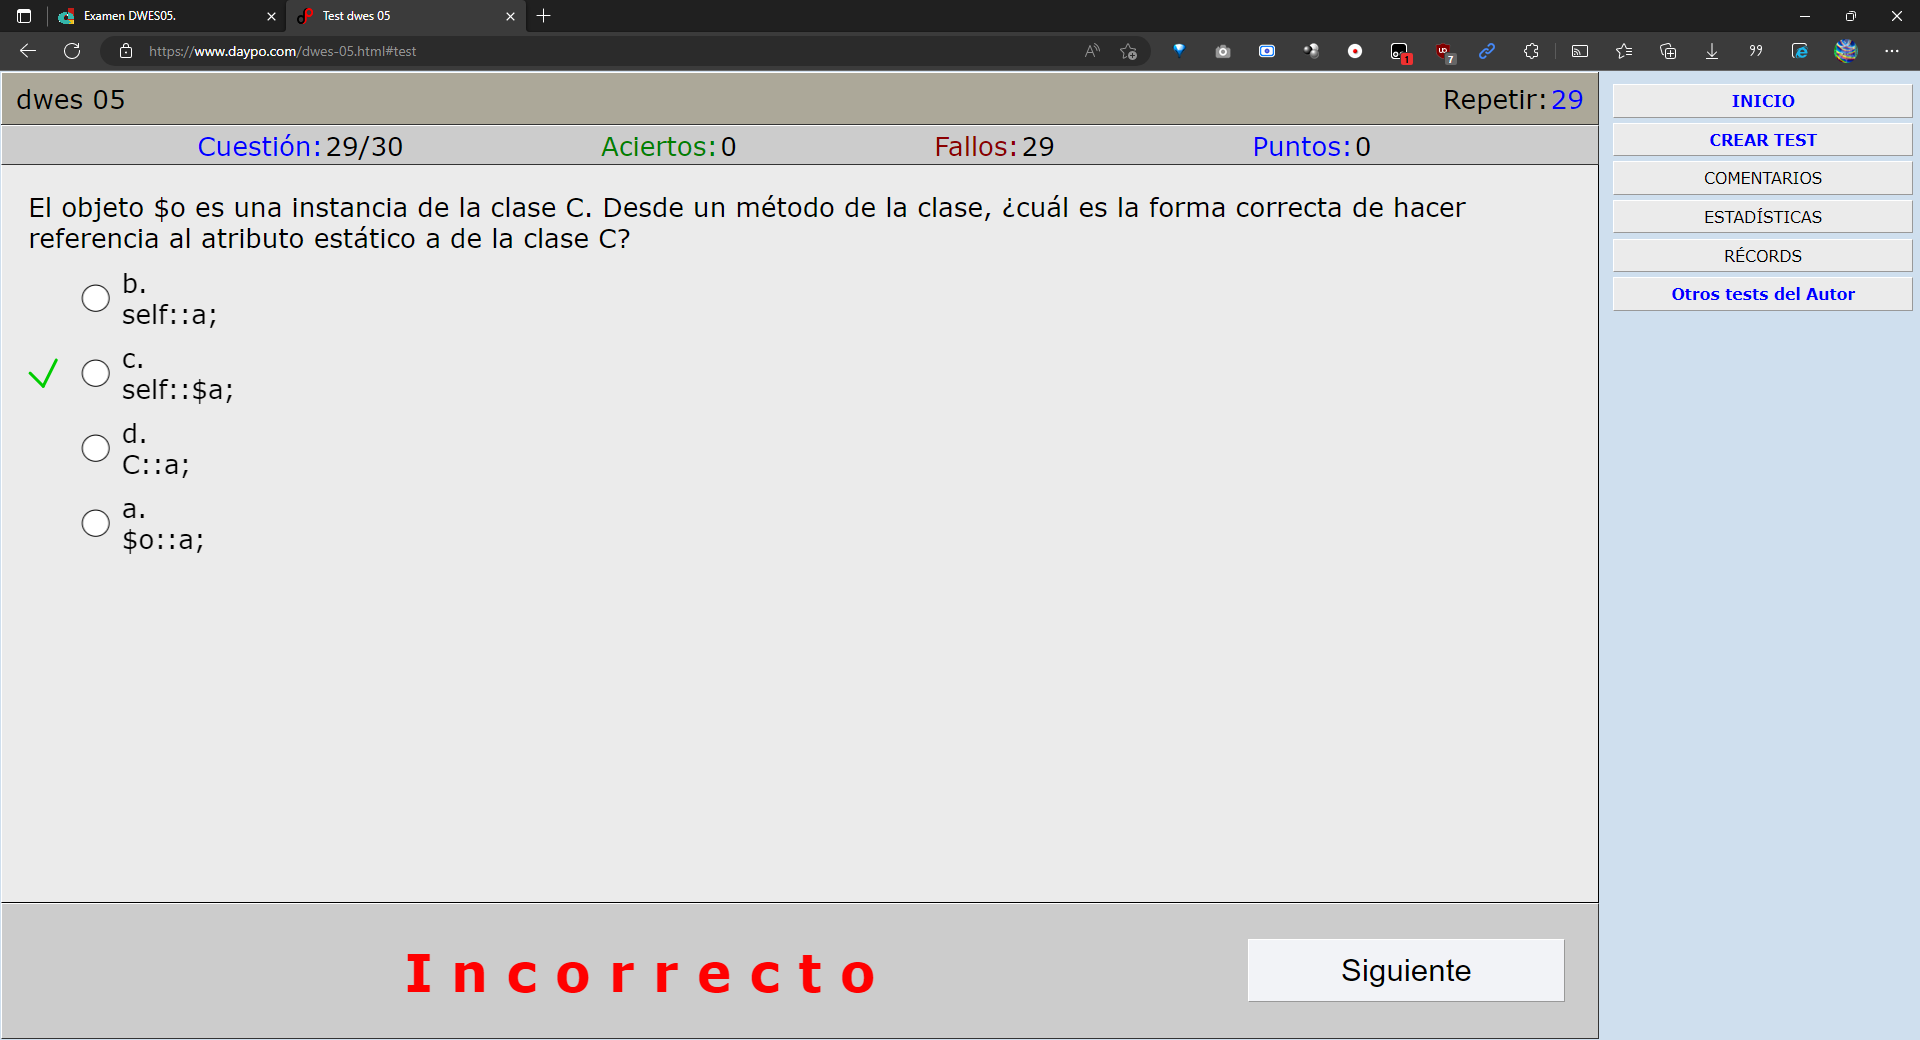 Examen DWES05.
Test dwes 05
https://www.daypo.com/dwes-05.html#test
1
7
dwes 05
Repetir:29
Cuestión:29/30
Aciertos:0
Fallos:29
Puntos:0
El objeto $o es una instancia de la clase C. Desde un método de la clase, ¿cuál es la forma correcta de hacer
referencia al atributo estático a de la clase C?
b.
self::a;
c.
self::$a;
d.
C::a;
a.
$o::a;
Incorrecto
Siguiente
INICIO
CREAR TEST
COMENTARIOS
ESTADÍSTICAS
RÉCORDS
Otros tests del Autor